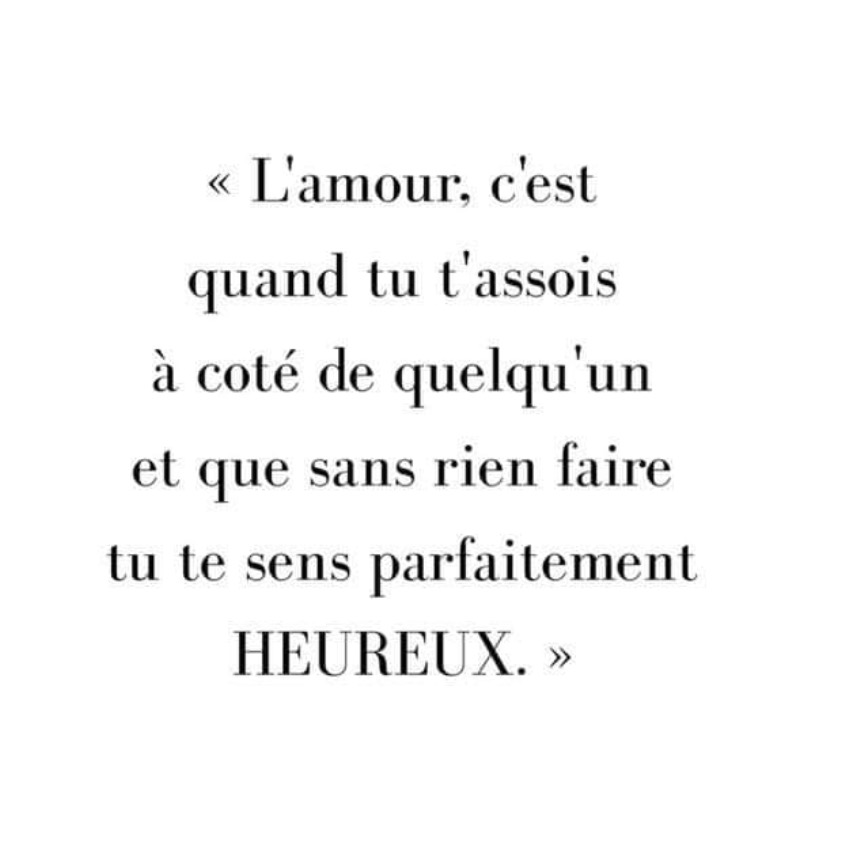 « L'amour, c'est
quand tu t'assois
à coté de quelqu'un
et que sans rien faire
tu te sens parfaitement
HEUREUX. »